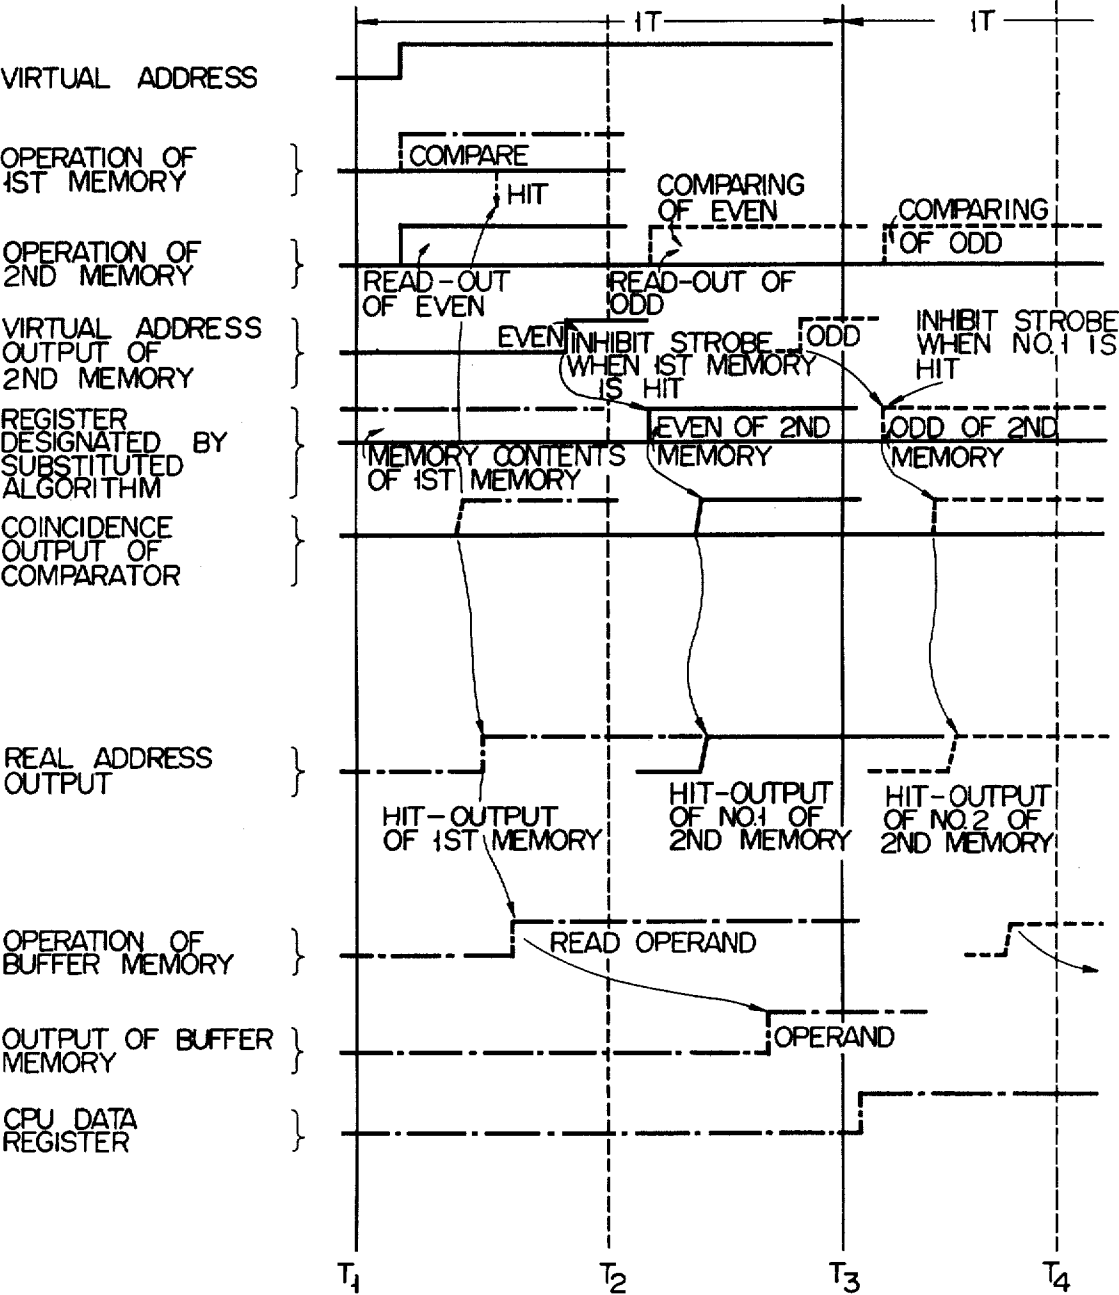 1T
1T
VIRTUAL ADDRESS
OPERATION OF
1ST MEMORY
COMPARE
HIT
COMPARING
OF EVEN
COMPARING
OF ODD
OPERATION OF
2ND MEMORY
READ-OUT
OF EVEN
READ-OUT OF
ODD
VIRTUAL ADDRESS
OUTPUT OF
2ND MEMORY
EVEN
INHIBIT STROBE
WHEN 1ST MEMORY
IS HIT
ODD
INHIBIT STROBE
WHEN NO.1 IS
HIT
REGISTER
DESIGNATED BY
SUBSTITUTED
ALGORITHM
MEMORY CONTENTS
OF 1ST MEMORY
EVEN OF 2ND
MEMORY
ODD OF 2ND
MEMORY
COINCIDENCE
OUTPUT OF
COMPARATOR
REAL ADDRESS
OUTPUT
HIT-OUTPUT
OF 1ST MEMORY
HIT-OUTPUT
OF NO.1 OF
2ND MEMORY
HIT-OUTPUT
OF NO.2 OF
2ND MEMORY
OPERATION OF
BUFFER MEMORY
READ OPERAND
OUTPUT OF BUFFER
MEMORY
OPERAND
CPU DATA
REGISTER
T1
T2
T3
T4